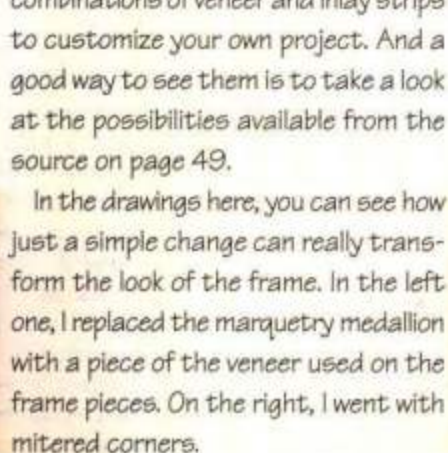 combinations of veneer and inlay strips
to customize your own project. And a
good way to see them is to take a look
at the possibilities available from the
source on page 49.
In the drawings here, you can see how
just a simple change can really trans-
form the look of the frame. In the left
one, I replaced the marquetry medallion
with a piece of the veneer used on the
frame pieces. On the right, I went with
mitered corners.